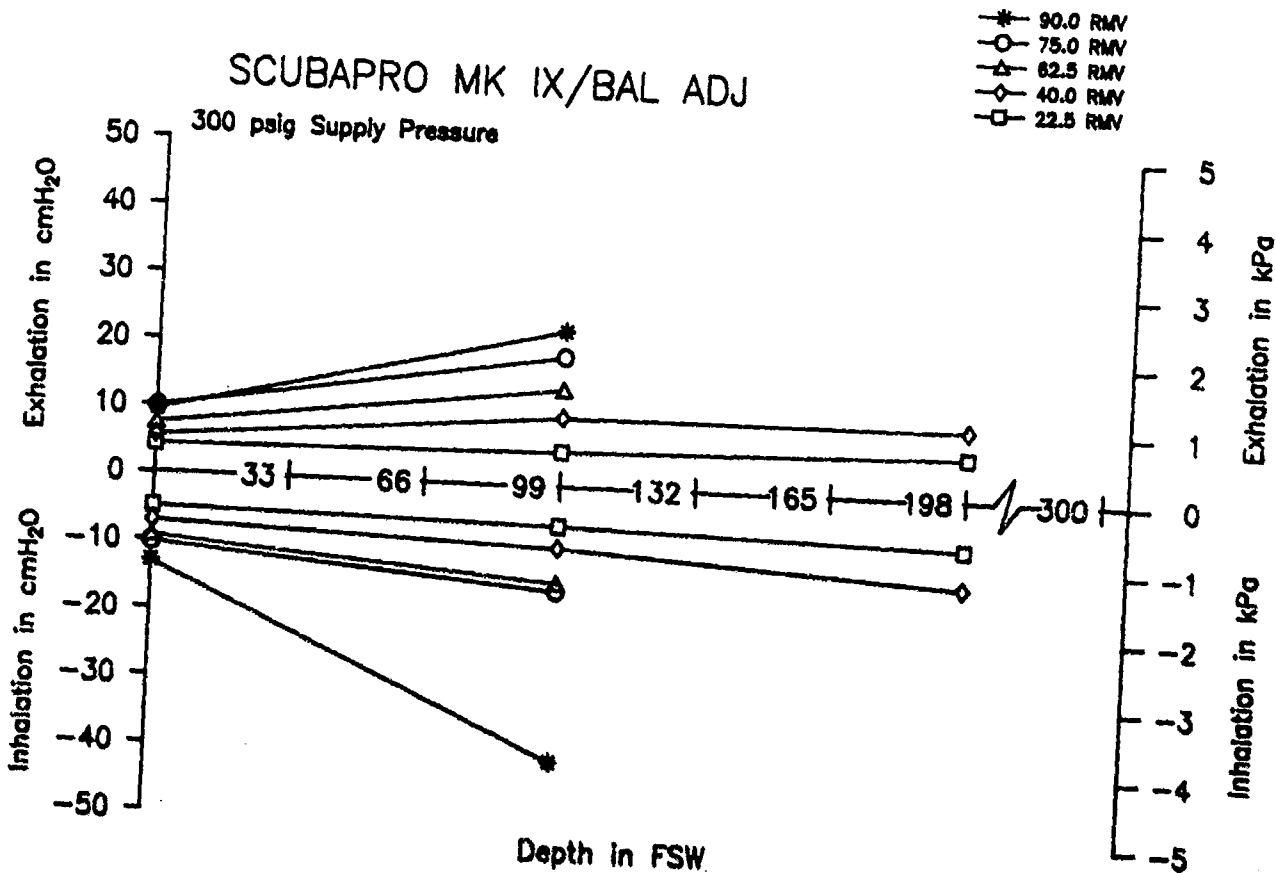 90.0 RMV
75.0 RMV
62.5 RMV
40.0 RMV
22.5 RMV
SCUBAPRO MK IX/BAL ADJ
300 psig Supply Pressure
Exhalation in cmH₂O
Inhalation in cmH₂O
50
40
30
20
10
0
-10
-20
-30
-40
-50
33
66
99
132
165
198
300
5
4
3
2
1
0
-1
-2
-3
-4
-5
Exhalation in kPa
Inhalation in kPa
Depth in FSW